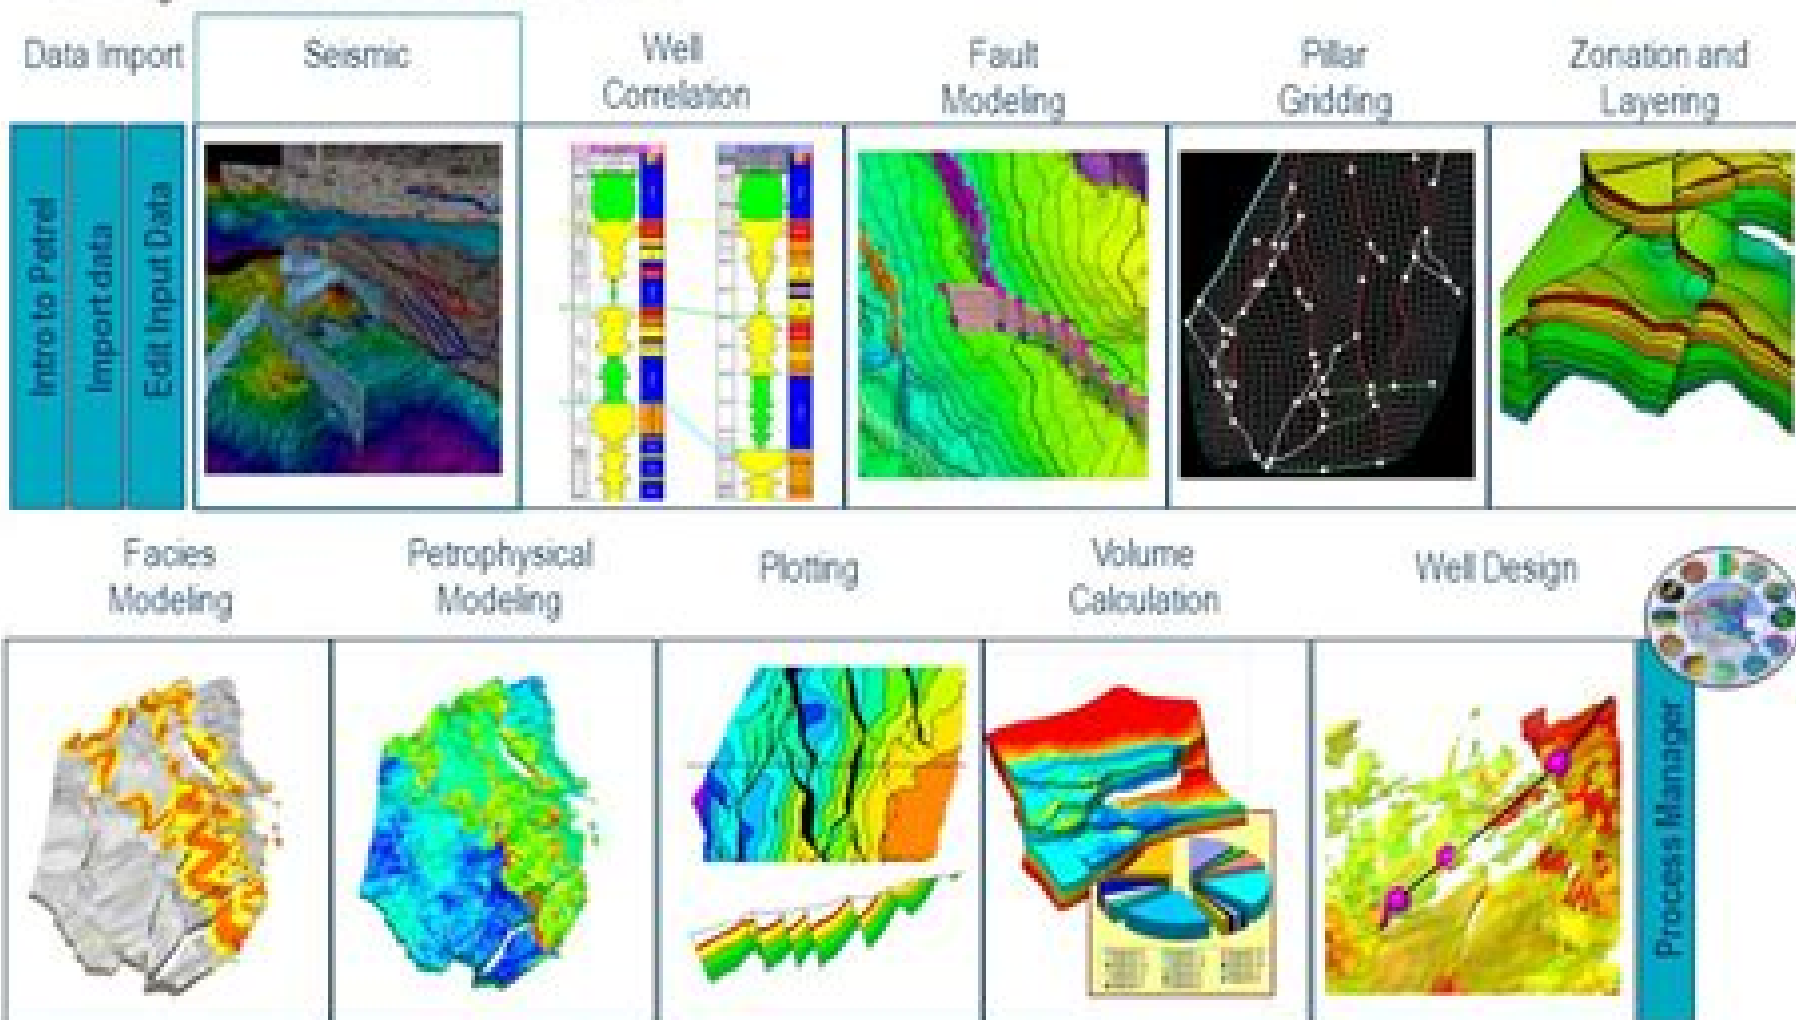 Data Import
Seismic
Well
Correlation
Fault
Modeling
Pillar
Gridding
Zonation and
Layering
Intro to Petrel
Import data
Edit Input Data
Facies
Modeling
Petrophysical
Modeling
Plotting
Volume
Calculation
Well Design
Process Manager